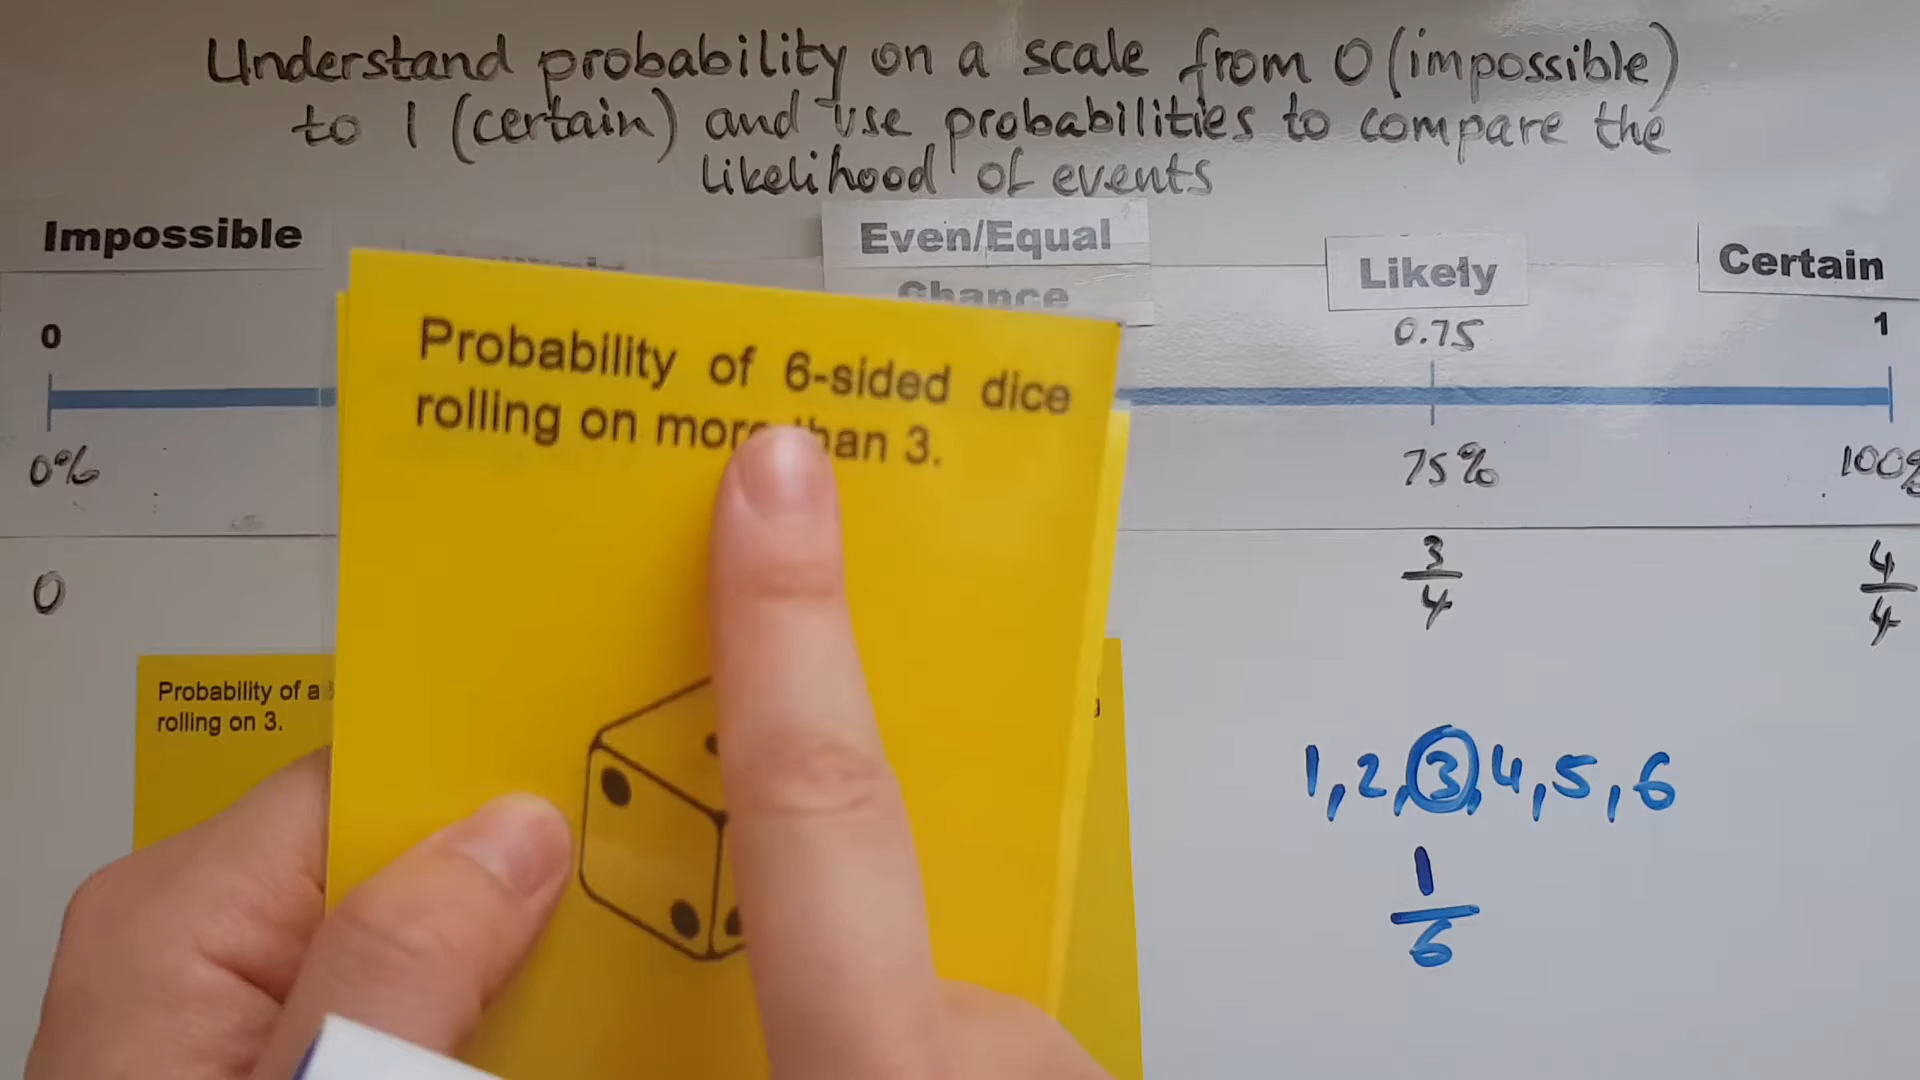 Understand probability on a scale from 0 (impossible)
to 1 (certain) and use probabilities to compare the
likelihood of events
Impossible
Even/Equal
Chance
Likely
Certain
0
0.75
1
0%
75%
100%
0
3
4
4
4
Probability of 6-sided dice
rolling on more than 3.
Probability of a
rolling on 3.
1, 2, 3, 4, 5, 6
1
6